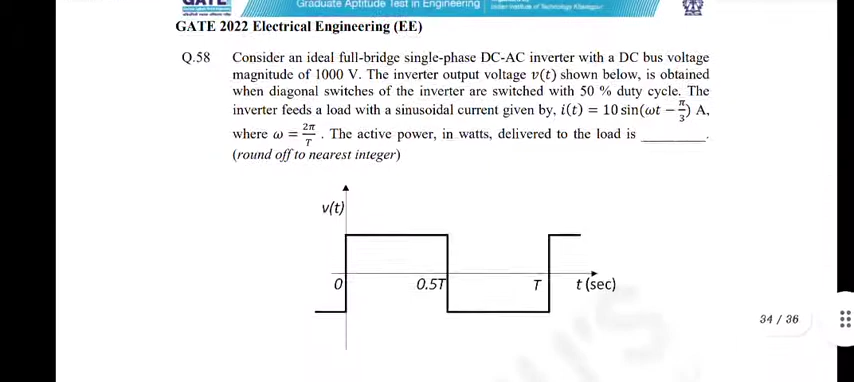 Graduate Aptitude Test in Engineering
GATE 2022 Electrical Engineering (EE)
Q.58 Consider an ideal full-bridge single-phase DC-AC inverter with a DC bus voltage
magnitude of 1000 V. The inverter output voltage v(t) shown below, is obtained
when diagonal switches of the inverter are switched with 50 % duty cycle. The
inverter feeds a load with a sinusoidal current given by, i(t) = 10 sin(ωt − π/3) A,
where ω = 2π/T . The active power, in watts, delivered to the load is ________.
(round off to nearest integer)
v(t)
0 0.5T T t (sec)
34 / 36